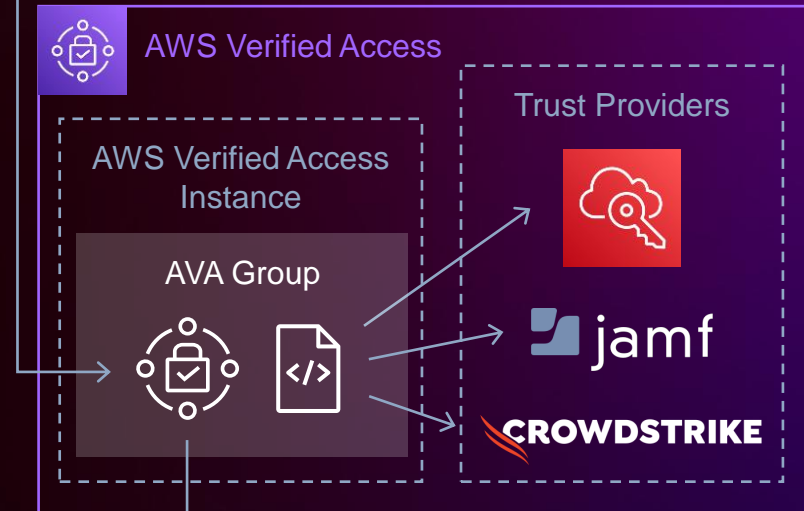 AWS Verified Access
Trust Providers
AWS Verified Access
Instance
AVA Group
</>
jamf
CROWDSTRIKE